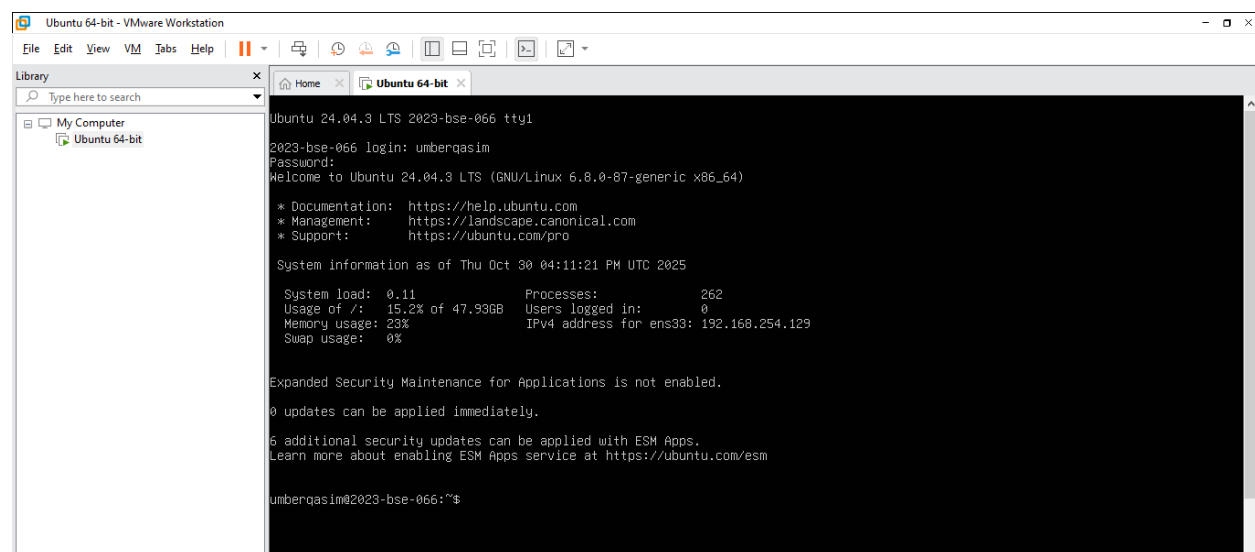 Ubuntu 64-bit - VMware Workstation
File Edit View VM Tabs Help
Library
Type here to search
My Computer
Ubuntu 64-bit
Home
Ubuntu 64-bit
Ubuntu 24.04.3 LTS 2023-bse-066 tty1
2023-bse-066 login: umberqasim
Password:
Welcome to Ubuntu 24.04.3 LTS (GNU/Linux 6.8.0-87-generic x86_64)
* Documentation: https://help.ubuntu.com
* Management: https://landscape.canonical.com
* Support: https://ubuntu.com/pro
System information as of Thu Oct 30 04:11:21 PM UTC 2025
System load: 0.11 Processes: 262
Usage of /: 15.2% of 47.93GB Users logged in: 0
Memory usage: 23% IPv4 address for ens33: 192.168.254.129
Swap usage: 0%
Expanded Security Maintenance for Applications is not enabled.
0 updates can be applied immediately.
6 additional security updates can be applied with ESM Apps.
Learn more about enabling ESM Apps service at https://ubuntu.com/esm
umberqasim@2023-bse-066:~$